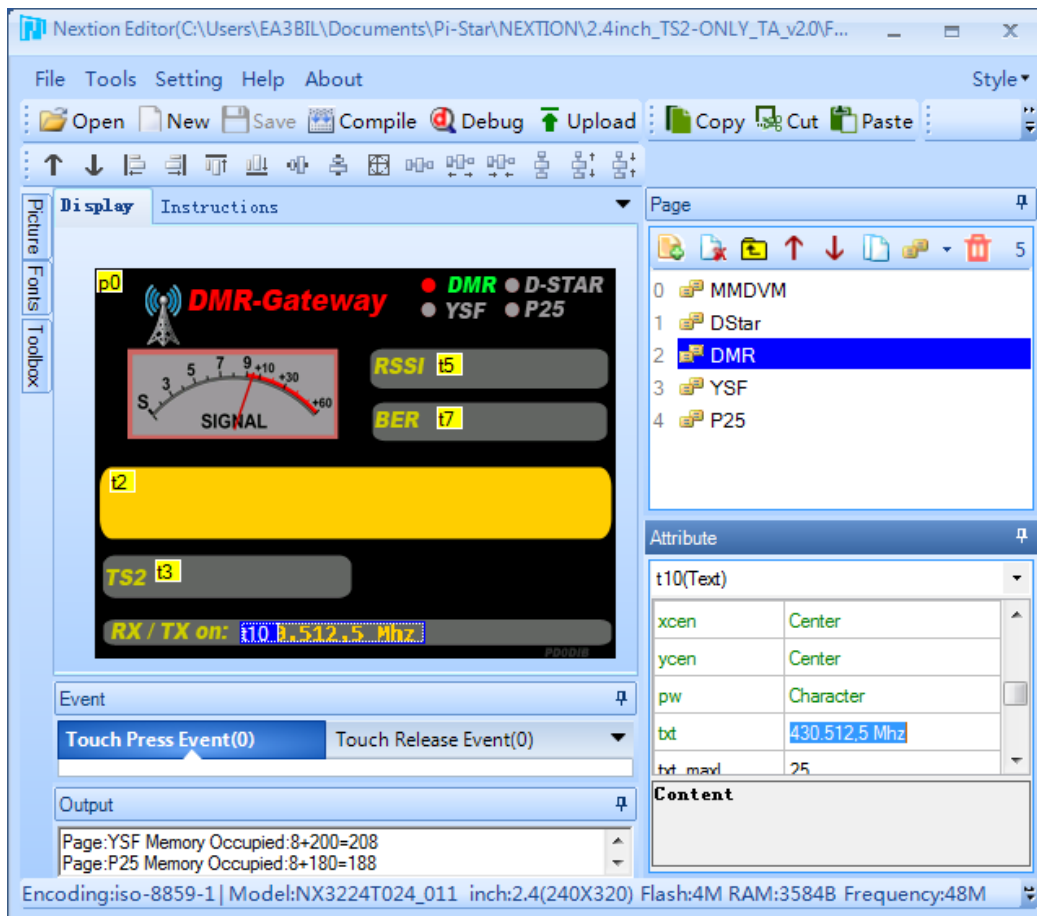 Nextion Editor(C:\Users\EA3BIL\Documents\Pi-Star\NEXTION\2.4inch_TS2-ONLY_TA_v2.0\F...
File Tools Setting Help About Style
Open New Save Compile Debug Upload Copy Cut Paste
Picture
Fonts
Toolbox
Display Instructions
p0
DMR-Gateway
DMR D-STAR
YSF P25
S 3 5 7 9 +10 +30 +60
SIGNAL
RSSI t5
BER t7
t2
TS2 t3
RX / TX on: t10 .512,5 Mhz
PD0DIB
Page
5
0 MMDVM
1 DStar
2 DMR
3 YSF
4 P25
Attribute
t10(Text)
xcen Center
ycen Center
pw Character
txt 430.512,5 Mhz
txt_maxl 25
Content
Event
Touch Press Event(0) Touch Release Event(0)
Output
Page:YSF Memory Occupied:8+200=208
Page:P25 Memory Occupied:8+180=188
Encoding:iso-8859-1| Model:NX3224T024_011 inch:2.4(240X320) Flash:4M RAM:3584B Frequency:48M